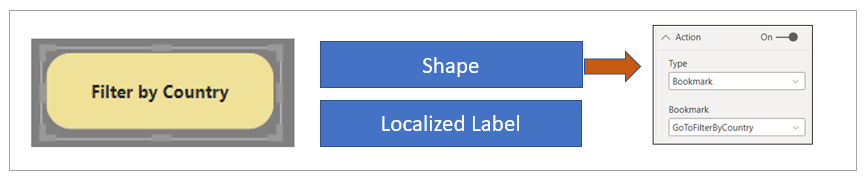 Filter by Country
Shape
Localized Label
Action
On
Type
Bookmark
Bookmark
GoToFilterByCountry